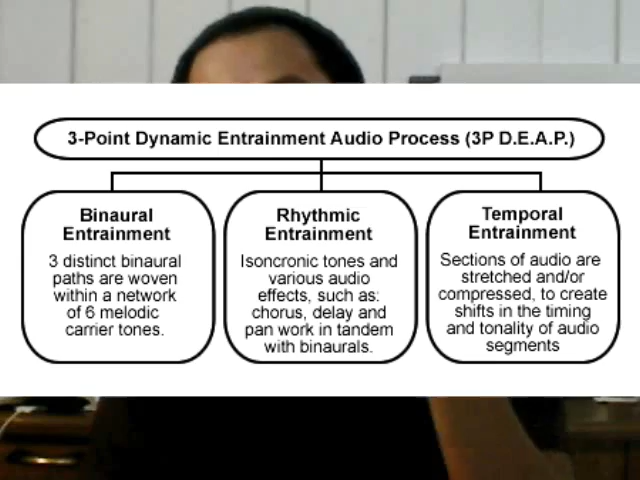 3-Point Dynamic Entrainment Audio Process (3P D.E.A.P.)
Binaural
Entrainment
3 distinct binaural
paths are woven
within a network
of 6 melodic
carrier tones.
Rhythmic
Entrainment
Isoncronic tones and
various audio
effects, such as:
chorus, delay and
pan work in tandem
with binaurals.
Temporal
Entrainment
Sections of audio are
stretched and/or
compressed, to create
shifts in the timing
and tonality of audio
segments